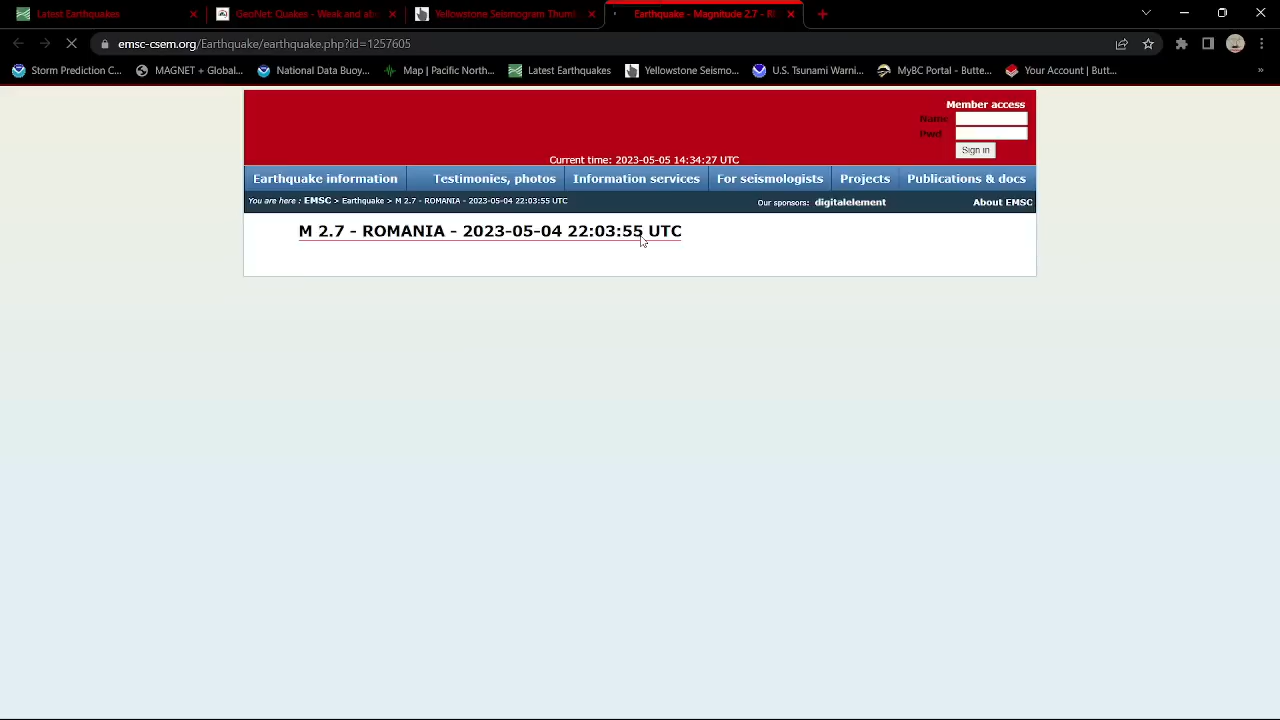 Latest Earthquakes
GeoNet: Quakes - Weak and ab
Yellowstone Seismogram Thumb
Earthquake - Magnitude 2.7 - R
emsc-csem.org/Earthquake/earthquake.php?id=1257605
Storm Prediction C...
MAGNET + Global...
National Data Buoy...
Map | Pacific North...
Latest Earthquakes
Yellowstone Seismo...
U.S. Tsunami Warni...
MyBC Portal - Butte...
Your Account | Butt...
Member access
Name
Pwd
Sign in
Current time: 2023-05-05 14:34:27 UTC
Earthquake information
Testimonies, photos
Information services
For seismologists
Projects
Publications & docs
You are here : EMSC > Earthquake > M 2.7 - ROMANIA - 2023-05-04 22:03:55 UTC
Our sponsors: digitalelement
About EMSC
M 2.7 - ROMANIA - 2023-05-04 22:03:55 UTC